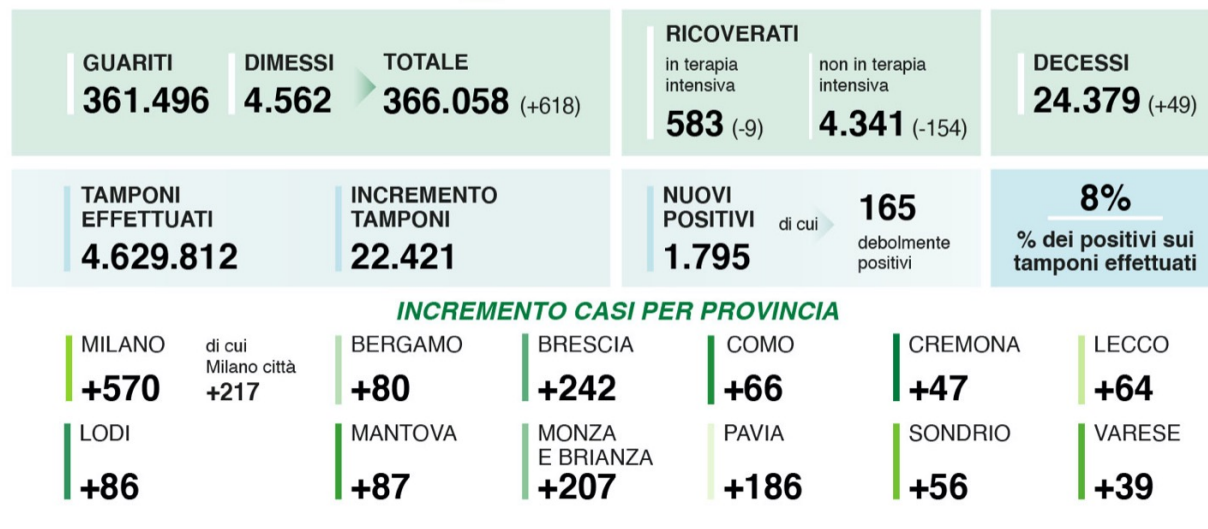 GUARITI
361.496
DIMESSI
4.562
TOTALE
366.058 (+618)
RICOVERATI
in terapia
intensiva
583 (-9)
non in terapia
intensiva
4.341 (-154)
DECESSI
24.379 (+49)
TAMPONI
EFFETTUATI
4.629.812
INCREMENTO
TAMPONI
22.421
NUOVI
POSITIVI
1.795
di cui
165
debolmente
positivi
8%
% dei positivi sui
tamponi effettuati
INCREMENTO CASI PER PROVINCIA
MILANO
+570
di cui
Milano città
+217
BERGAMO
+80
BRESCIA
+242
COMO
+66
CREMONA
+47
LECCO
+64
LODI
+86
MANTOVA
+87
MONZA
E BRIANZA
+207
PAVIA
+186
SONDRIO
+56
VARESE
+39